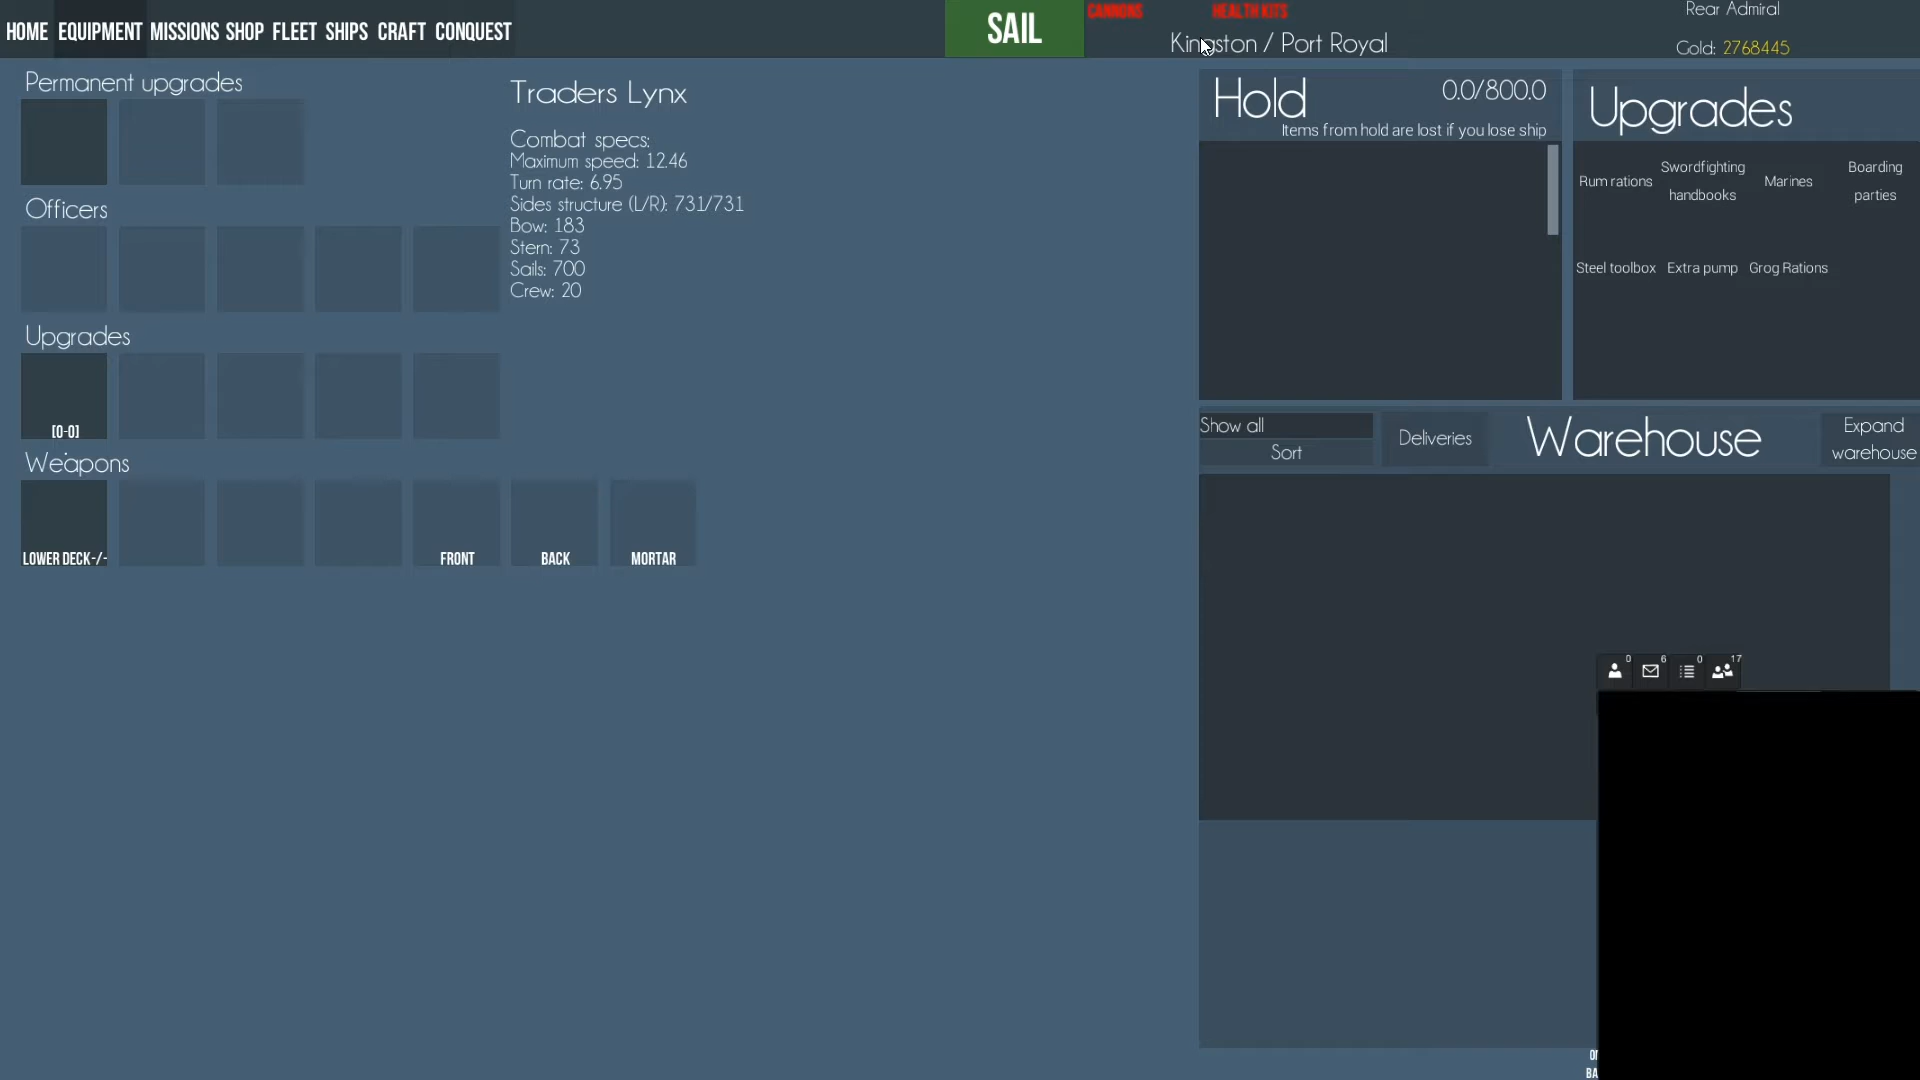 HOME EQUIPMENT MISSIONS SHOP FLEET SHIPS CRAFT CONQUEST
SAIL
CANNONS
HEALTH KITS
Kingston / Port Royal
Rear Admiral
Gold: 2768445
Permanent upgrades
Officers
Upgrades
[0-0]
Weapons
LOWER DECK-/-
FRONT
BACK
MORTAR
Traders Lynx
Combat specs:
Maximum speed: 12.46
Turn rate: 6.95
Sides structure (L/R): 731/731
Bow: 183
Stern: 73
Sails: 700
Crew: 20
Hold
0.0/800.0
Items from hold are lost if you lose ship
Upgrades
Rum rations
Swordfighting
handbooks
Marines
Boarding
parties
Steel toolbox
Extra pump
Grog Rations
Show all
Sort
Deliveries
Warehouse
Expand
warehouse
0
6
0
17